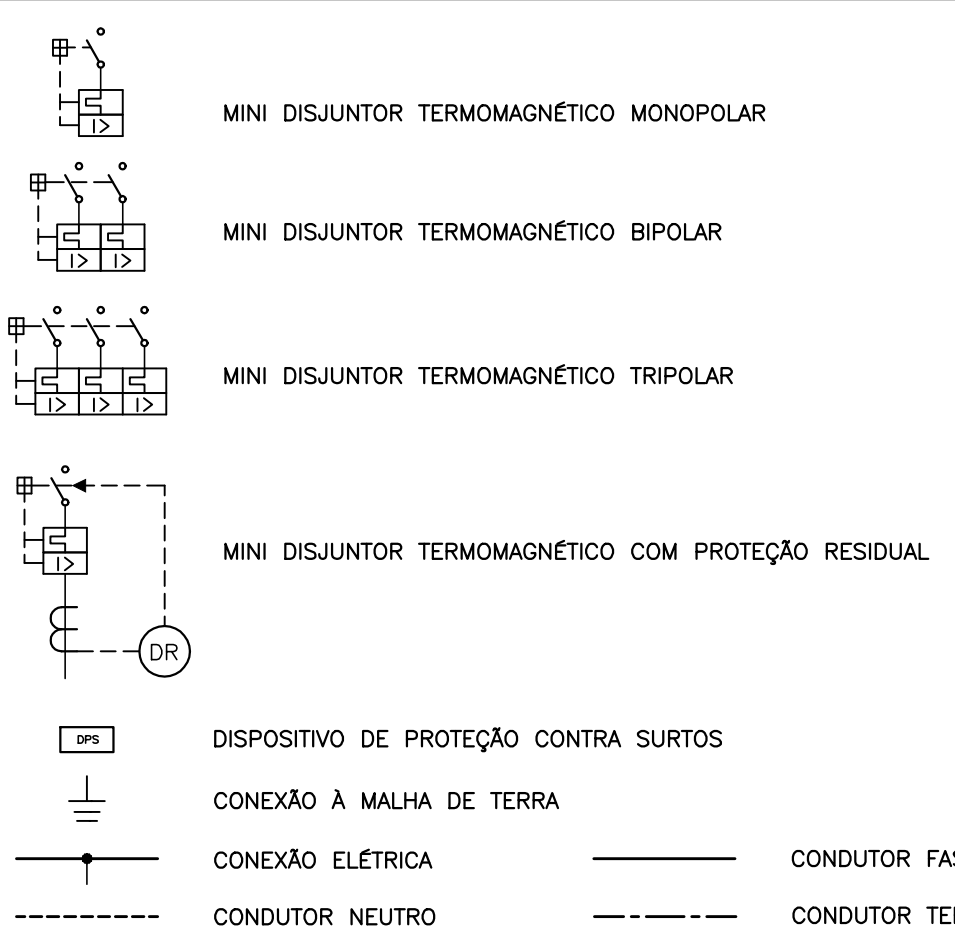 I>
MINI DISJUNTOR TERMOMAGNÉTICO MONOPOLAR
I> I>
MINI DISJUNTOR TERMOMAGNÉTICO BIPOLAR
I> I> I>
MINI DISJUNTOR TERMOMAGNÉTICO TRIPOLAR
I>
MINI DISJUNTOR TERMOMAGNÉTICO COM PROTEÇÃO RESIDUAL
DR
DPS DISPOSITIVO DE PROTEÇÃO CONTRA SURTOS
CONEXÃO À MALHA DE TERRA
CONEXÃO ELÉTRICA CONDUTOR
CONDUTOR NEUTRO CONDUTOR